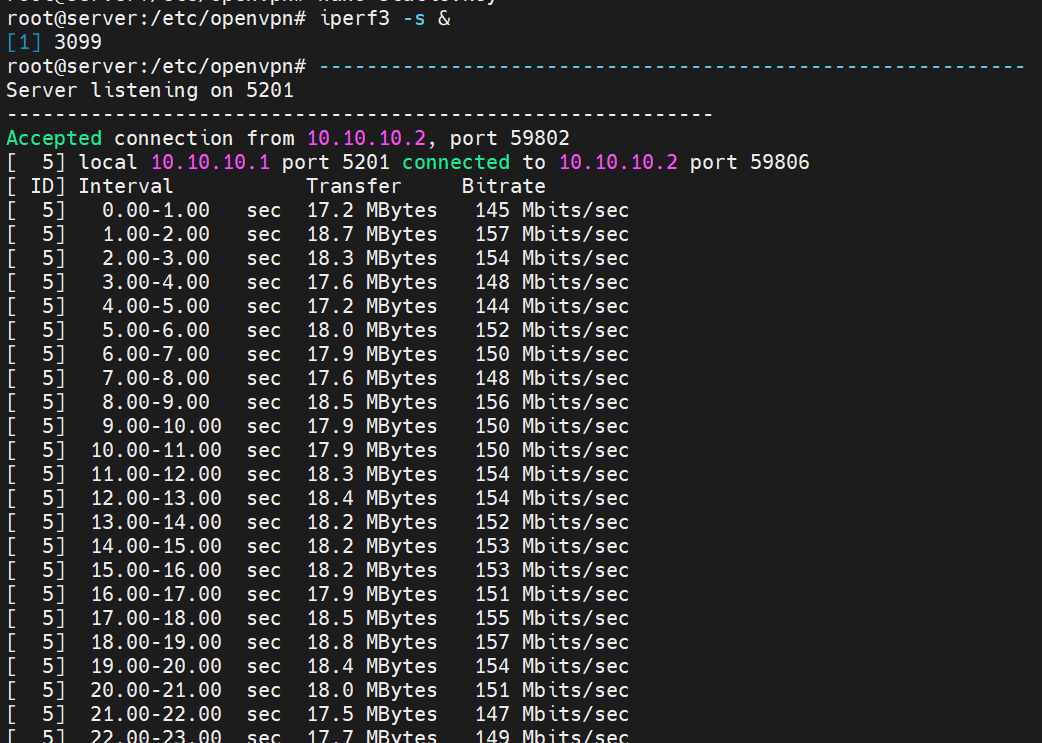 root@server:/etc/openvpn# iperf3 -s &
[1] 3099
root@server:/etc/openvpn# -----------------------------------------------------------
Server listening on 5201
-----------------------------------------------------------
Accepted connection from 10.10.10.2, port 59802
[  5] local 10.10.10.1 port 5201 connected to 10.10.10.2 port 59806
[ ID] Interval           Transfer     Bitrate
[  5]   0.00-1.00   sec  17.2 MBytes   145 Mbits/sec
[  5]   1.00-2.00   sec  18.7 MBytes   157 Mbits/sec
[  5]   2.00-3.00   sec  18.3 MBytes   154 Mbits/sec
[  5]   3.00-4.00   sec  17.6 MBytes   148 Mbits/sec
[  5]   4.00-5.00   sec  17.2 MBytes   144 Mbits/sec
[  5]   5.00-6.00   sec  18.0 MBytes   152 Mbits/sec
[  5]   6.00-7.00   sec  17.9 MBytes   150 Mbits/sec
[  5]   7.00-8.00   sec  17.6 MBytes   148 Mbits/sec
[  5]   8.00-9.00   sec  18.5 MBytes   156 Mbits/sec
[  5]   9.00-10.00  sec  17.9 MBytes   150 Mbits/sec
[  5]  10.00-11.00  sec  17.9 MBytes   150 Mbits/sec
[  5]  11.00-12.00  sec  18.3 MBytes   154 Mbits/sec
[  5]  12.00-13.00  sec  18.4 MBytes   154 Mbits/sec
[  5]  13.00-14.00  sec  18.2 MBytes   152 Mbits/sec
[  5]  14.00-15.00  sec  18.2 MBytes   153 Mbits/sec
[  5]  15.00-16.00  sec  18.2 MBytes   153 Mbits/sec
[  5]  16.00-17.00  sec  17.9 MBytes   151 Mbits/sec
[  5]  17.00-18.00  sec  18.5 MBytes   155 Mbits/sec
[  5]  18.00-19.00  sec  18.8 MBytes   157 Mbits/sec
[  5]  19.00-20.00  sec  18.4 MBytes   154 Mbits/sec
[  5]  20.00-21.00  sec  18.0 MBytes   151 Mbits/sec
[  5]  21.00-22.00  sec  17.5 MBytes   147 Mbits/sec
[  5]  22.00-23.00  sec  17.7 MBytes   149 Mbits/sec